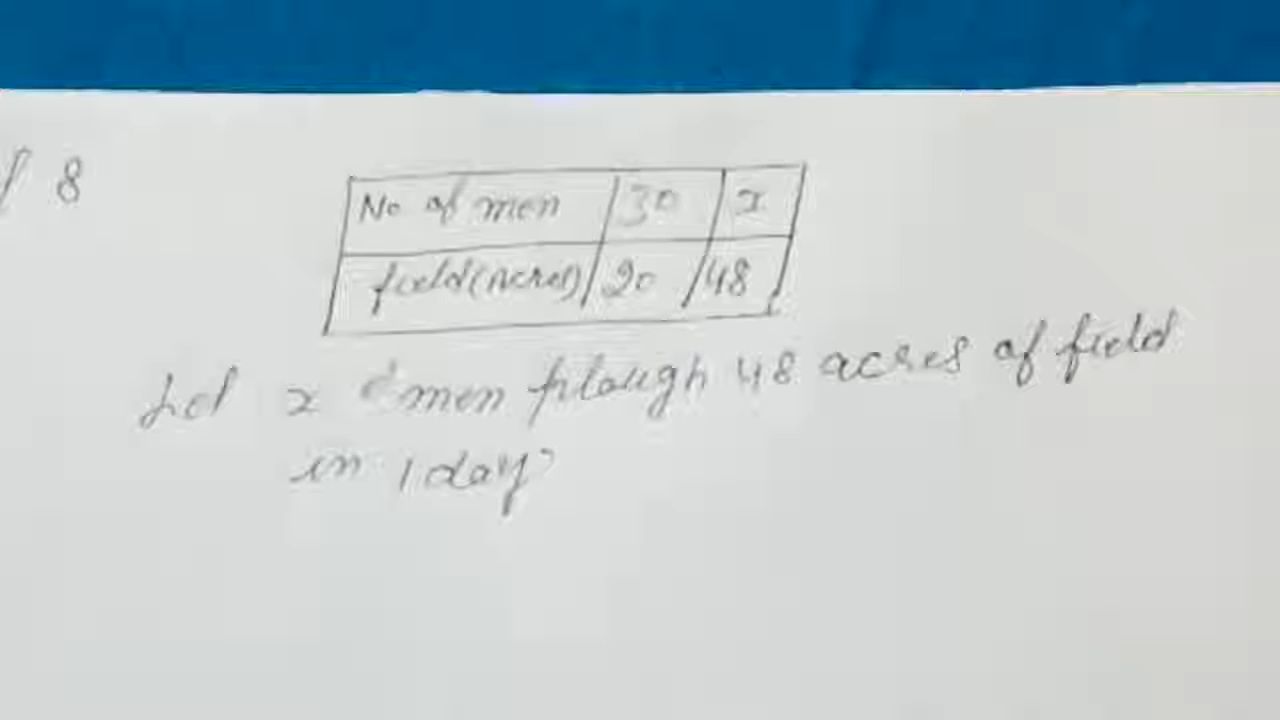 8
No of men 30 x
field(Acres) 20 48
Let x men plough 48 acres of field
in 1 day